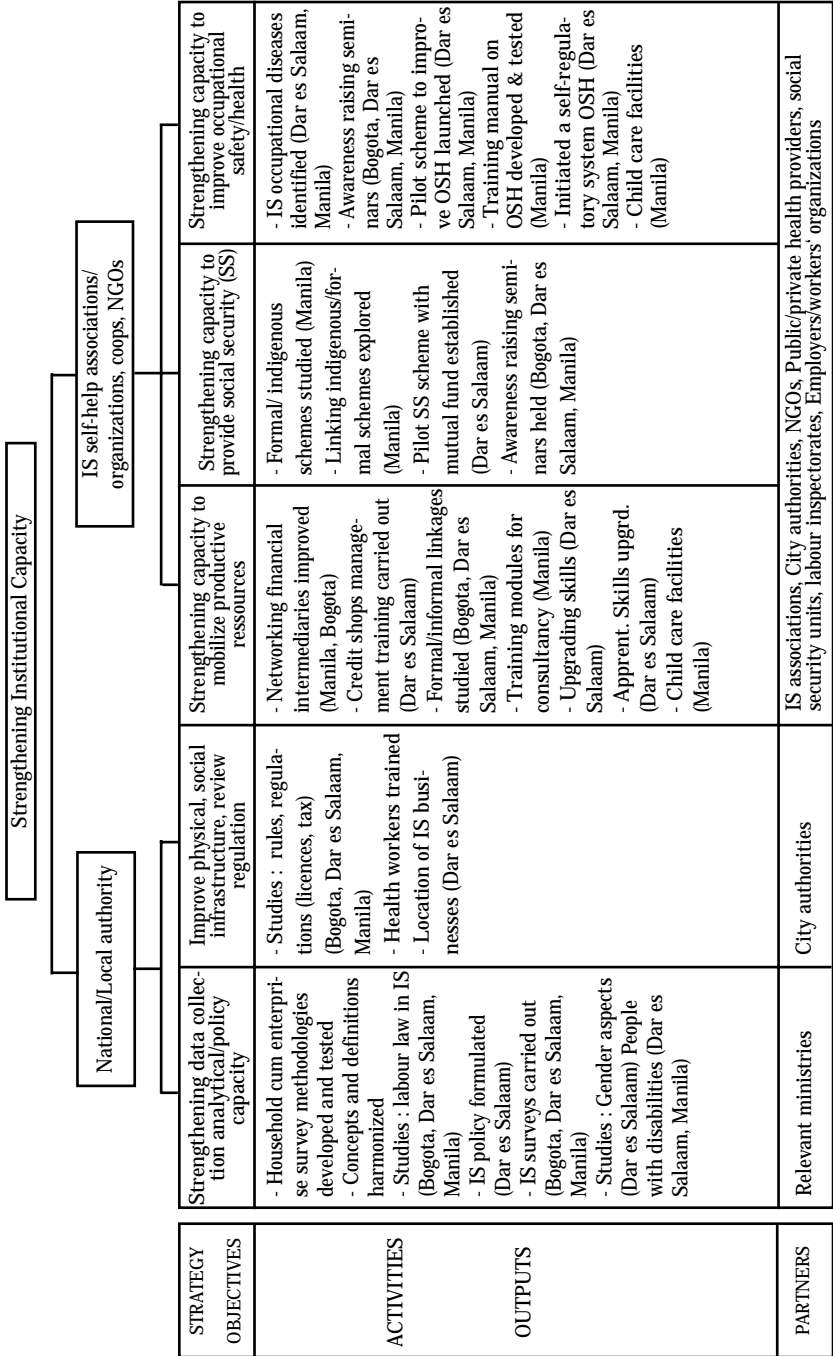 Strengthening Institutional Capacity
National/Local authority
IS self-help associations/
organizations, coops, NGOs
STRATEGY
OBJECTIVES
Strengthening data collec-
tion analytical/policy
capacity
Improve physical, social
infrastructure, review
regulation
Strengthening capacity to
mobilize productive
ressources
Strengthening capacity to
provide social security (SS)
Strengthening capacity to
improve occupational
safety/health
ACTIVITIES
OUTPUTS
- Household cum enterpri-
se survey methodologies
developed and tested
- Concepts and definitions
harmonized
- Studies : labour law in IS
(Bogota, Dar es Salaam,
Manila)
- IS policy formulated
(Dar es Salaam)
- IS surveys carried out
(Bogota, Dar es Salaam,
Manila)
- Studies : Gender aspects
(Dar es Salaam) People
with disabilities (Dar es
Salaam, Manila)
- Studies : rules, regula-
tions (licences, tax)
(Bogota, Dar es Salaam,
Manila)
- Health workers trained
- Location of IS busi-
nesses (Dar es Salaam)
- Networking financial
intermediaries improved
(Manila, Bogota)
- Credit shops manage-
ment training carried out
(Dar es Salaam)
- Formal/informal linkages
studied (Bogota, Dar es
Salaam, Manila)
- Training modules for
consultancy (Manila)
- Upgrading skills (Dar es
Salaam)
- Apprent. Skills upgrd.
(Dar es Salaam)
- Child care facilities
(Manila)
- Formal/ indigenous
schemes studied (Manila)
- Linking indigenous/for-
mal schemes explored
(Manila)
- Pilot SS scheme with
mutual fund established
(Dar es Salaam)
- Awareness raising semi-
nars held (Bogota, Dar es
Salaam, Manila)
- IS occupational diseases
identified (Dar es Salaam,
Manila)
- Awareness raising semi-
nars (Bogota, Dar es
Salaam, Manila)
- Pilot scheme to impro-
ve OSH launched (Dar es
Salaam, Manila)
- Training manual on
OSH developed & tested
(Manila)
- Initiated a self-regula-
tory system OSH (Dar es
Salaam, Manila)
- Child care facilities
(Manila)
PARTNERS
Relevant ministries
City authorities
IS associations, City authorities, NGOs, Public/private health providers, social
security units, labour inspectorates, Employers/workers‘ organizations